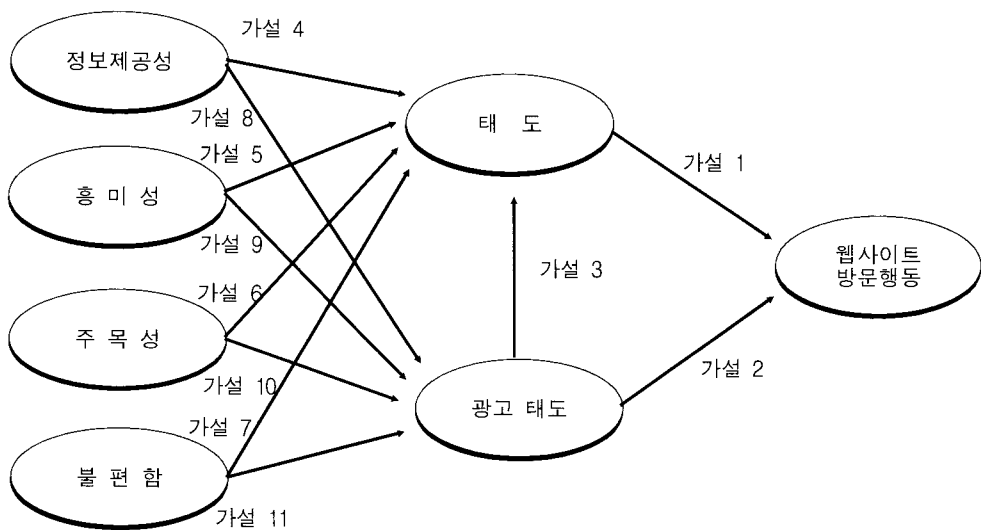 가설 4
정보제공성
가설 8
태 도
가설 5
가설 1
흥 미 성
가설 9
웹사이트
방문행동
가설 3
가설 6
주 목 성
가설 2
가설 10
광고 태도
가설 7
불 편 함
가설 11